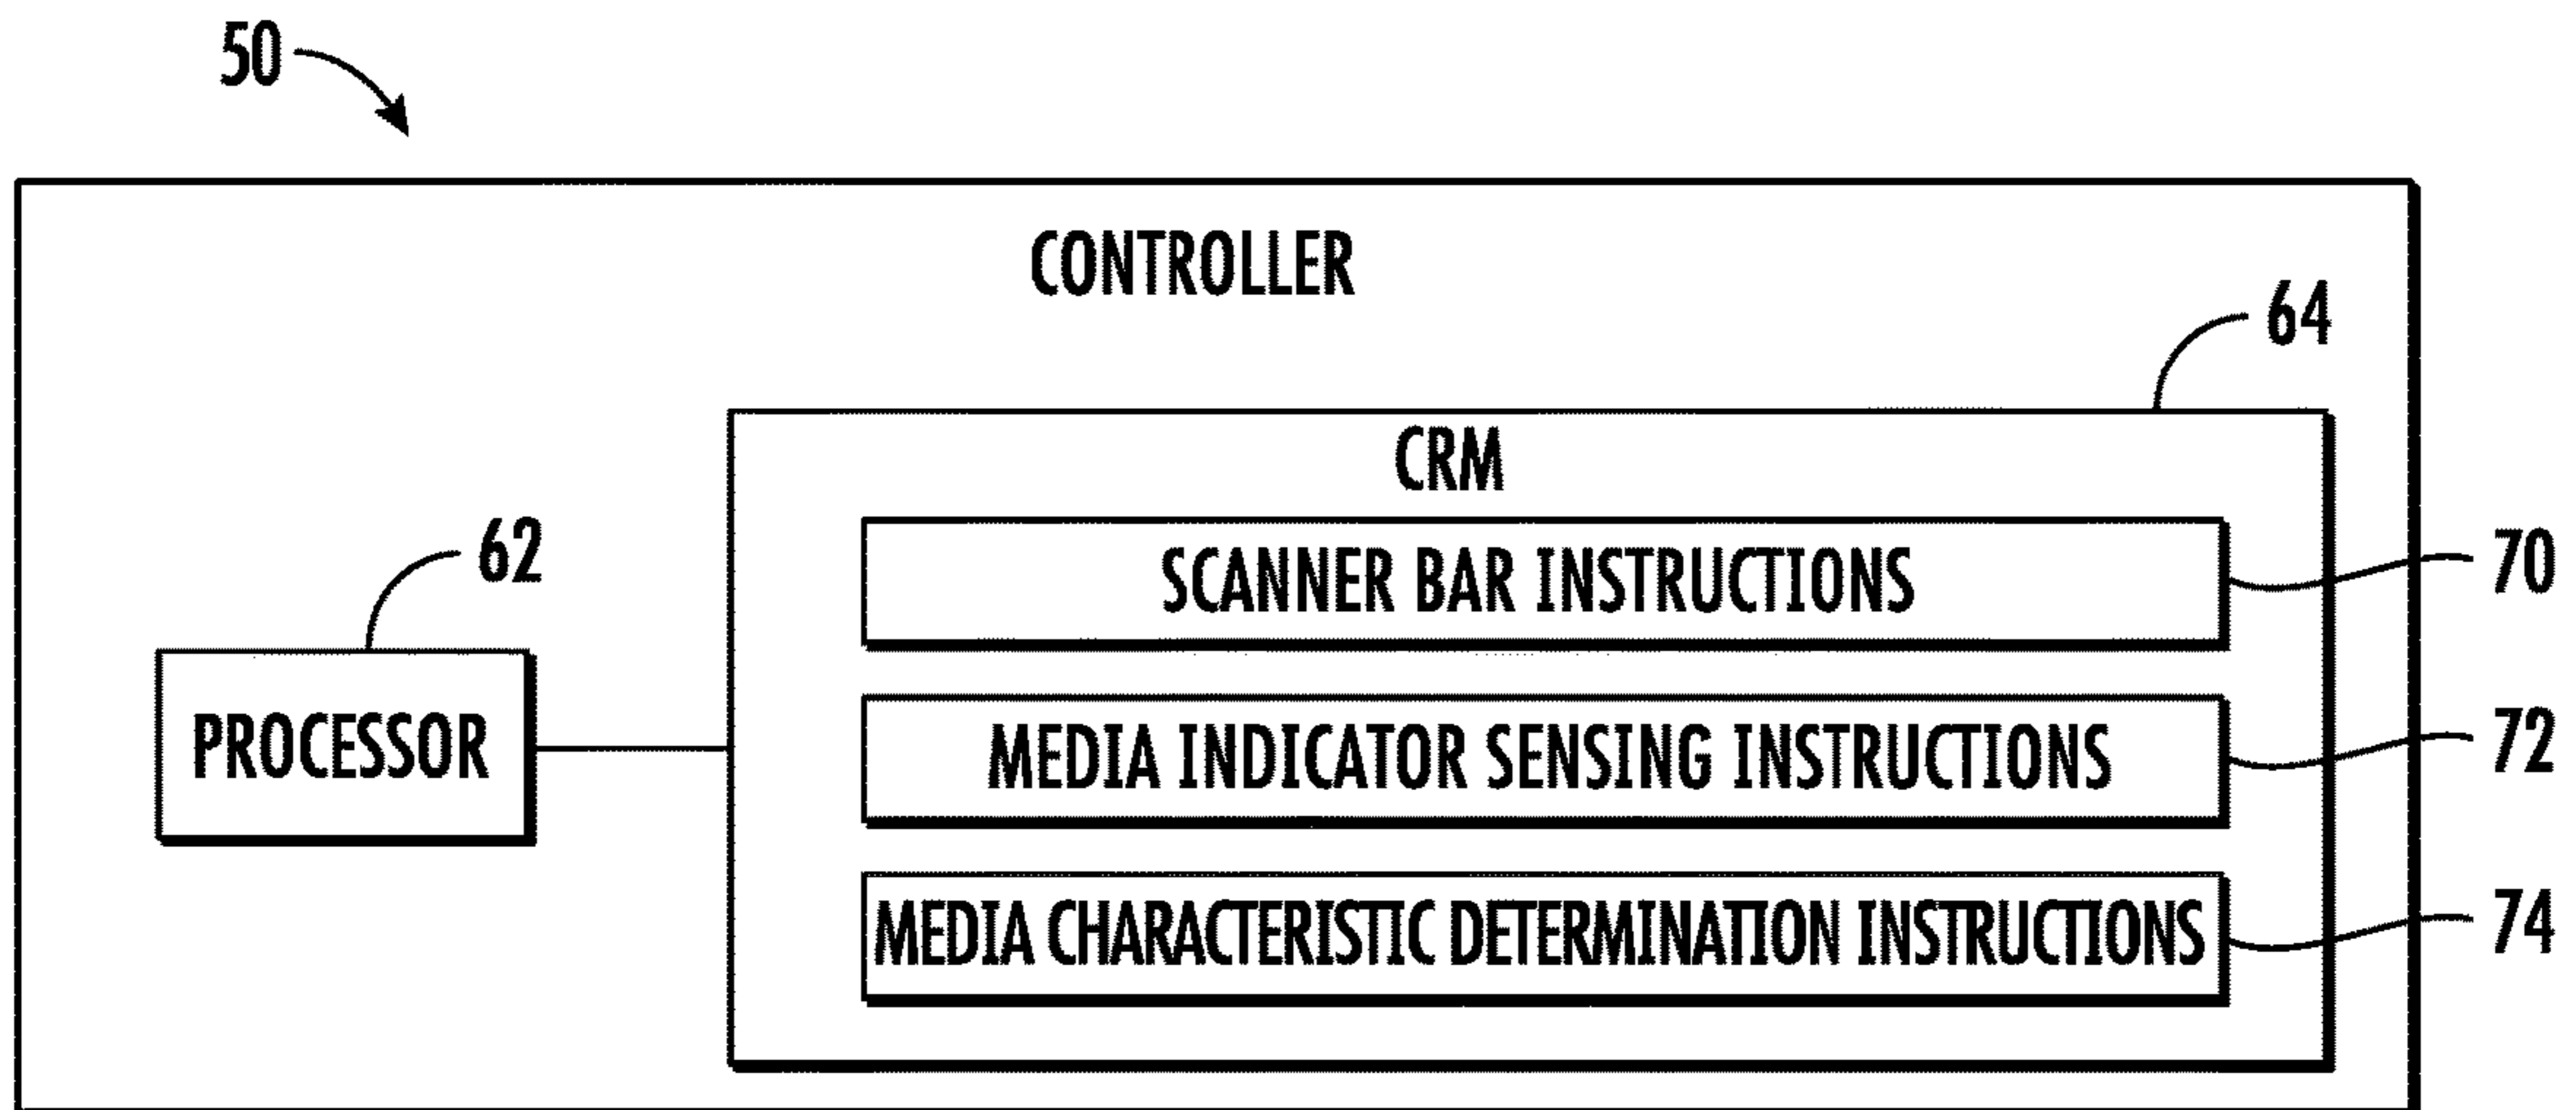 50
CONTROLLER
64
CRM
SCANNER BAR INSTRUCTIONS
70
62
PROCESSOR
MEDIA INDICATOR SENSING INSTRUCTIONS
72
MEDIA CHARACTERISTIC DETERMINATION INSTRUCTIONS
74